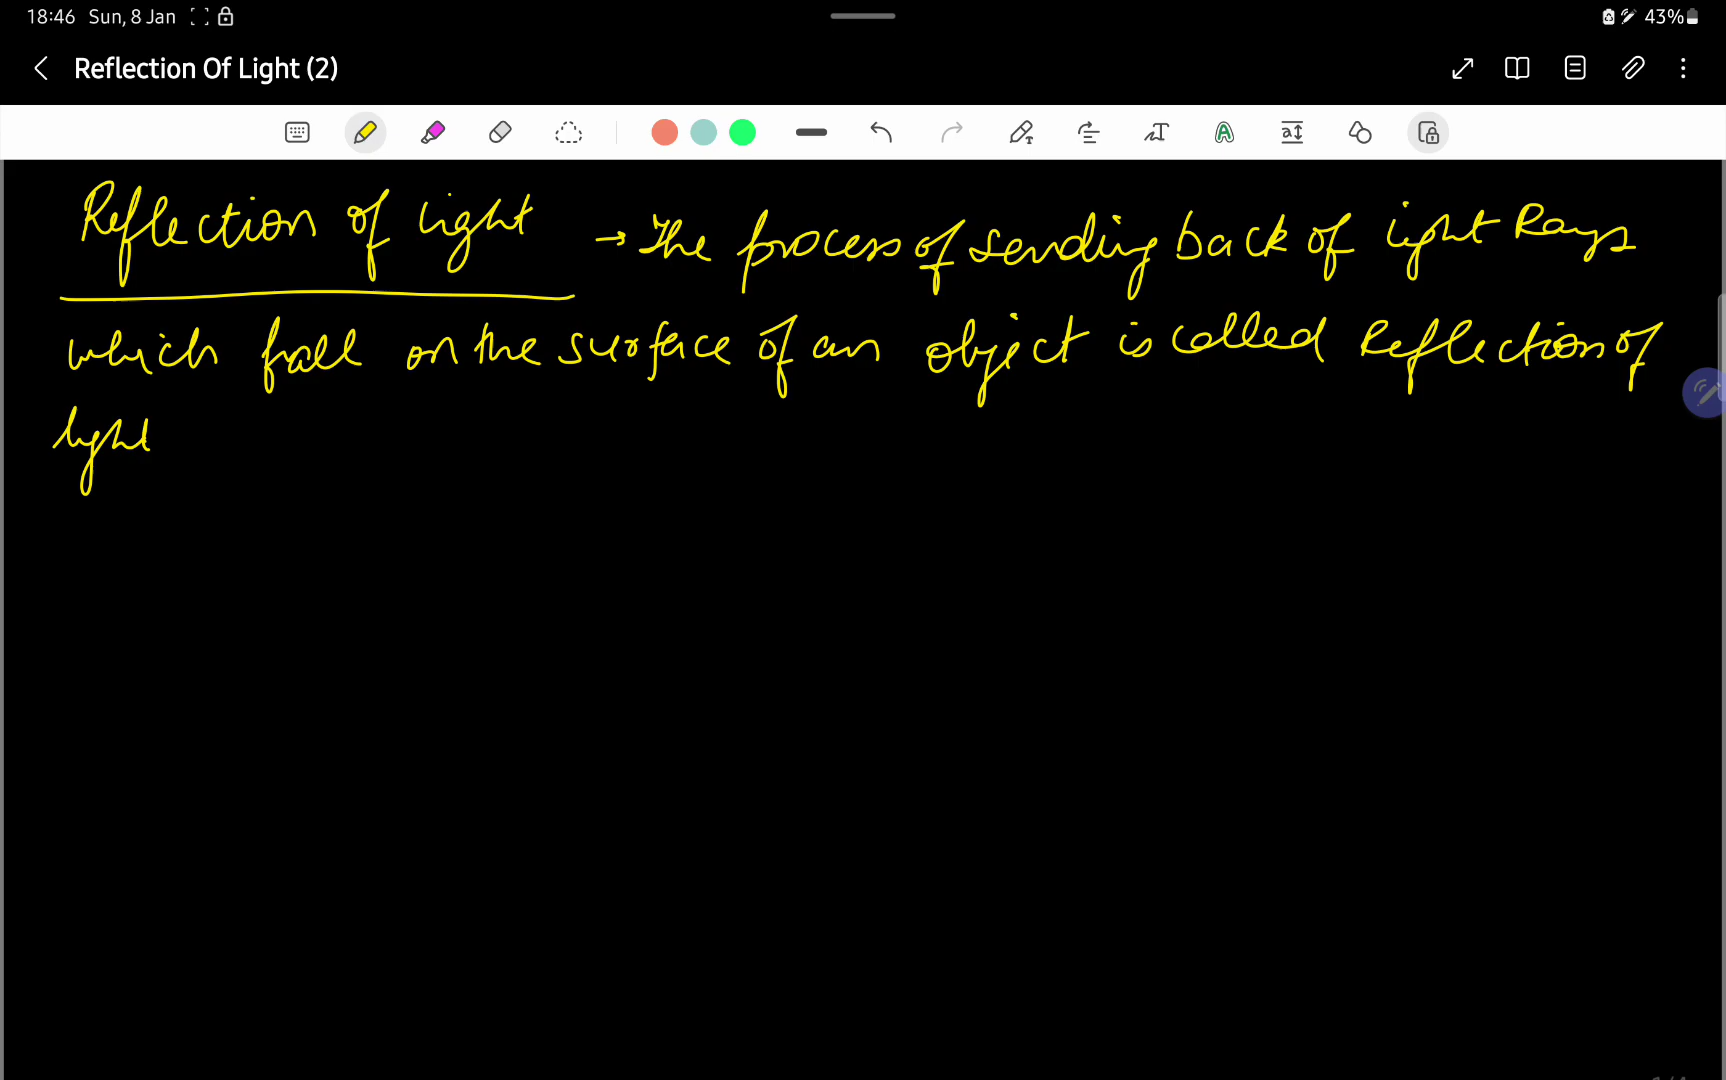 18:46 Sun, 8 Jan 43%
Reflection Of Light (2)
Reflection of light → The process of sending back of light Rays
which fall on the surface of an object is called Reflection of
light